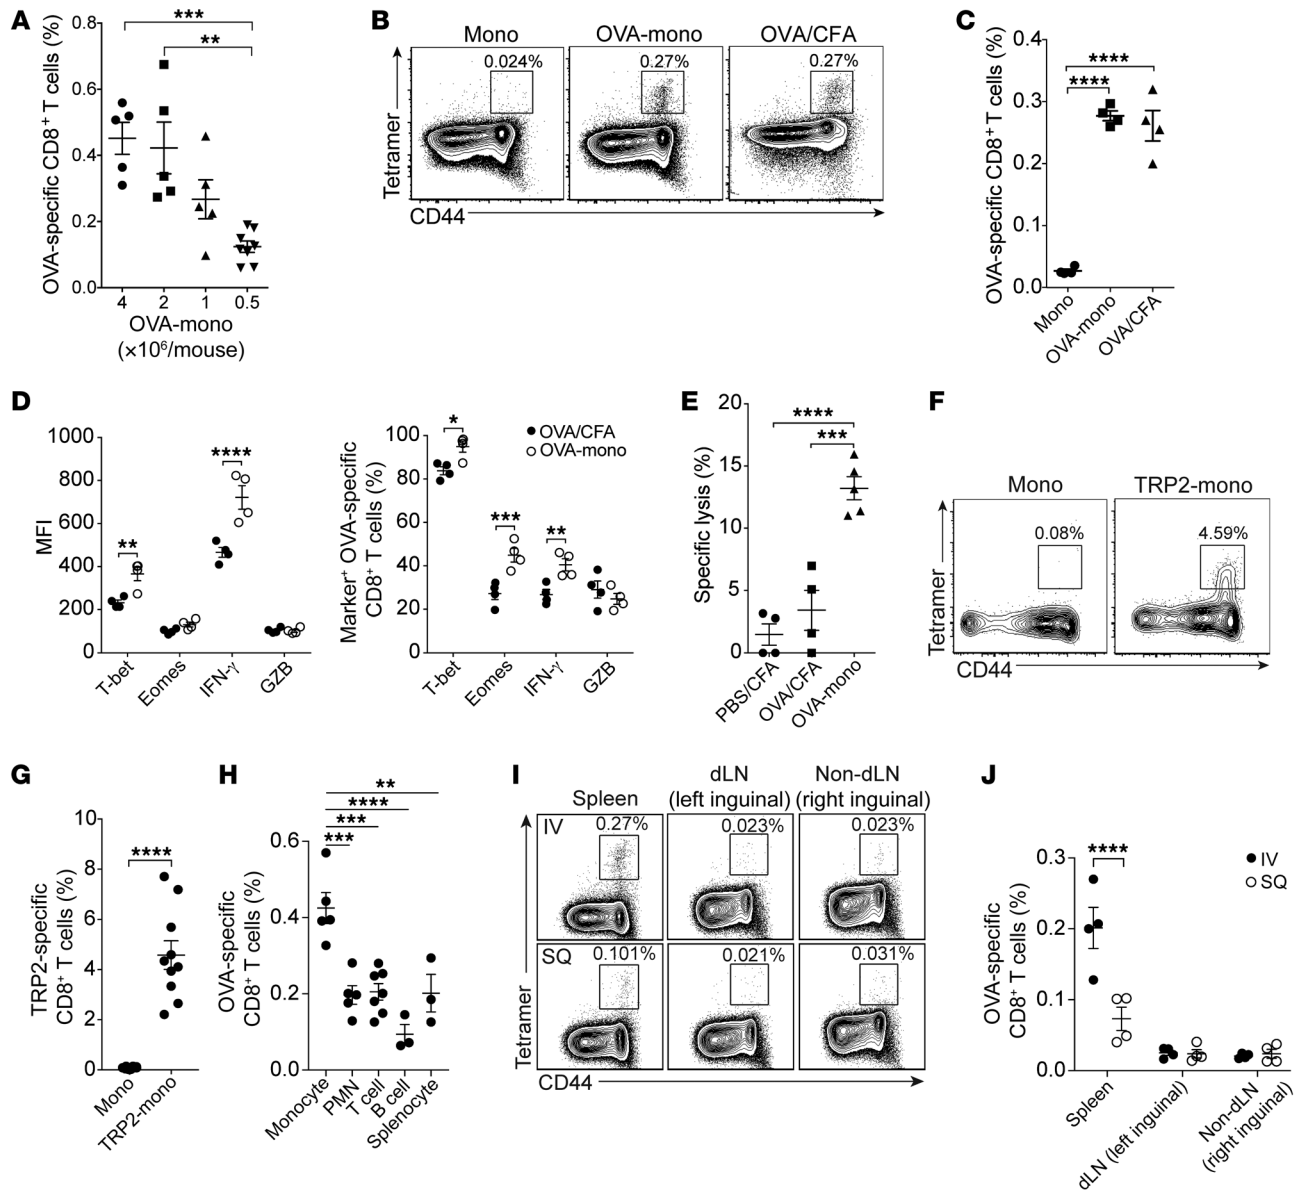 A
OVA-specific CD8+ T cells (%)
0.8
0.6
0.4
0.2
0.0
***
**
4 2 1 0.5
OVA-mono
(×10⁶/mouse)
B
Mono OVA-mono OVA/CFA
0.024% 0.27% 0.27%
Tetramer
CD44
C
OVA-specific CD8+ T cells (%)
0.4
0.3
0.2
0.1
0.0
****
****
Mono
OVA-mono
OVA/CFA
D
MFI
1000
800
600
400
200
0
**
****
T-bet
Eomes
IFN-γ
GZB
Marker+ OVA-specific
CD8+ T cells (%)
100
80
60
40
20
0
*
***
**
OVA/CFA
OVA-mono
T-bet
Eomes
IFN-γ
GZB
E
Specific lysis (%)
20
15
10
5
0
****
***
PBS/CFA
OVA/CFA
OVA-mono
F
Mono TRP2-mono
0.08% 4.59%
Tetramer
CD44
G
TRP2-specific
CD8+ T cells (%)
10
8
6
4
2
0
****
Mono
TRP2-mono
H
OVA-specific
CD8+ T cells (%)
0.6
0.4
0.2
0.0
**
****
***
***
Monocyte
PMN
T cell
B cell
Splenocyte
I
Spleen
dLN
(left inguinal)
Non-dLN
(right inguinal)
IV 0.27% 0.023% 0.023%
SQ 0.101% 0.021% 0.031%
Tetramer
CD44
J
OVA-specific
CD8+ T cells (%)
0.3
0.2
0.1
0.0
****
IV
SQ
Spleen
dLN (left inguinal)
Non-dLN
(right inguinal)